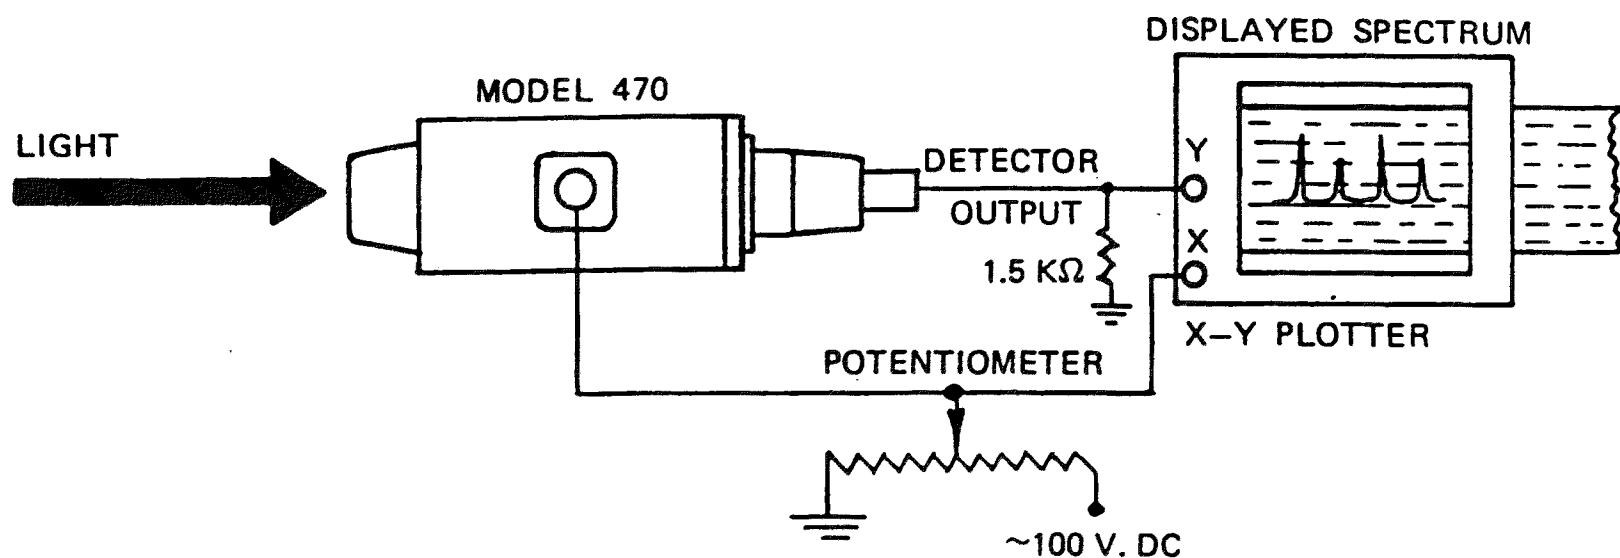 DISPLAYED SPECTRUM
MODEL 470
LIGHT
DETECTOR
OUTPUT
Y
X
1.5 KΩ
X–Y PLOTTER
POTENTIOMETER
~100 V. DC